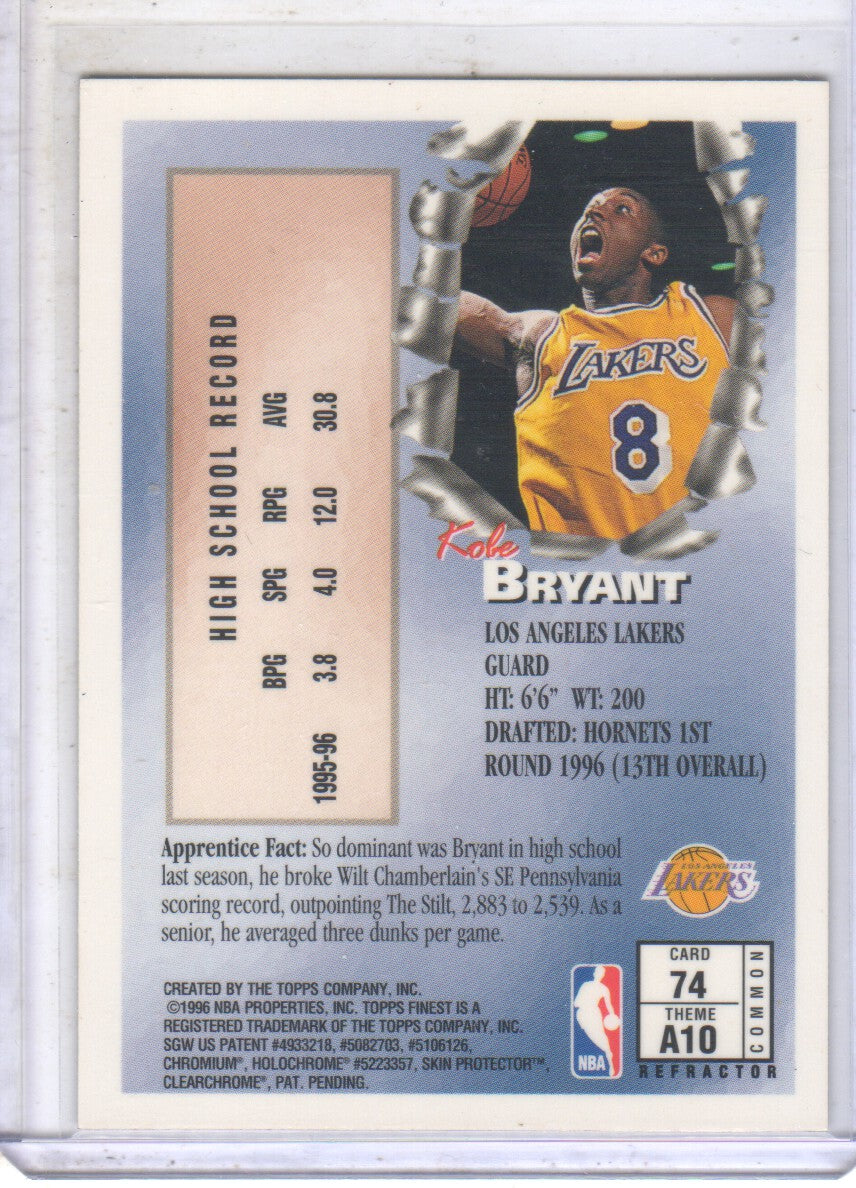 LAKERS
8
Kobe
BRYANT
LOS ANGELES LAKERS
GUARD
HT: 6'6" WT: 200
DRAFTED: HORNETS 1ST
ROUND 1996 (13TH OVERALL)
HIGH SCHOOL RECORD
BPG SPG RPG AVG
1995-96 3.8 4.0 12.0 30.8
Apprentice Fact: So dominant was Bryant in high school
last season, he broke Wilt Chamberlain's SE Pennsylvania
scoring record, outpointing The Stilt, 2,883 to 2,539. As a
senior, he averaged three dunks per game.
LOS ANGELES
LAKERS
CREATED BY THE TOPPS COMPANY, INC.
©1996 NBA PROPERTIES, INC. TOPPS FINEST IS A
REGISTERED TRADEMARK OF THE TOPPS COMPANY, INC.
SGW US PATENT #4933218, #5082703, #5106126,
CHROMIUM®, HOLOCHROME® #5223357, SKIN PROTECTOR™,
CLEARCHROME®, PAT. PENDING.
NBA
CARD
74
THEME
A10
COMMON
REFRACTOR